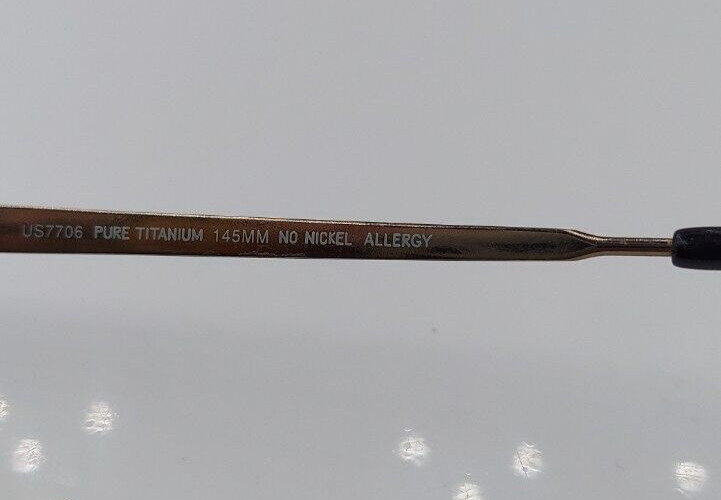 US7706 PURE TITANIUM 145MM NO NICKEL ALLERGY